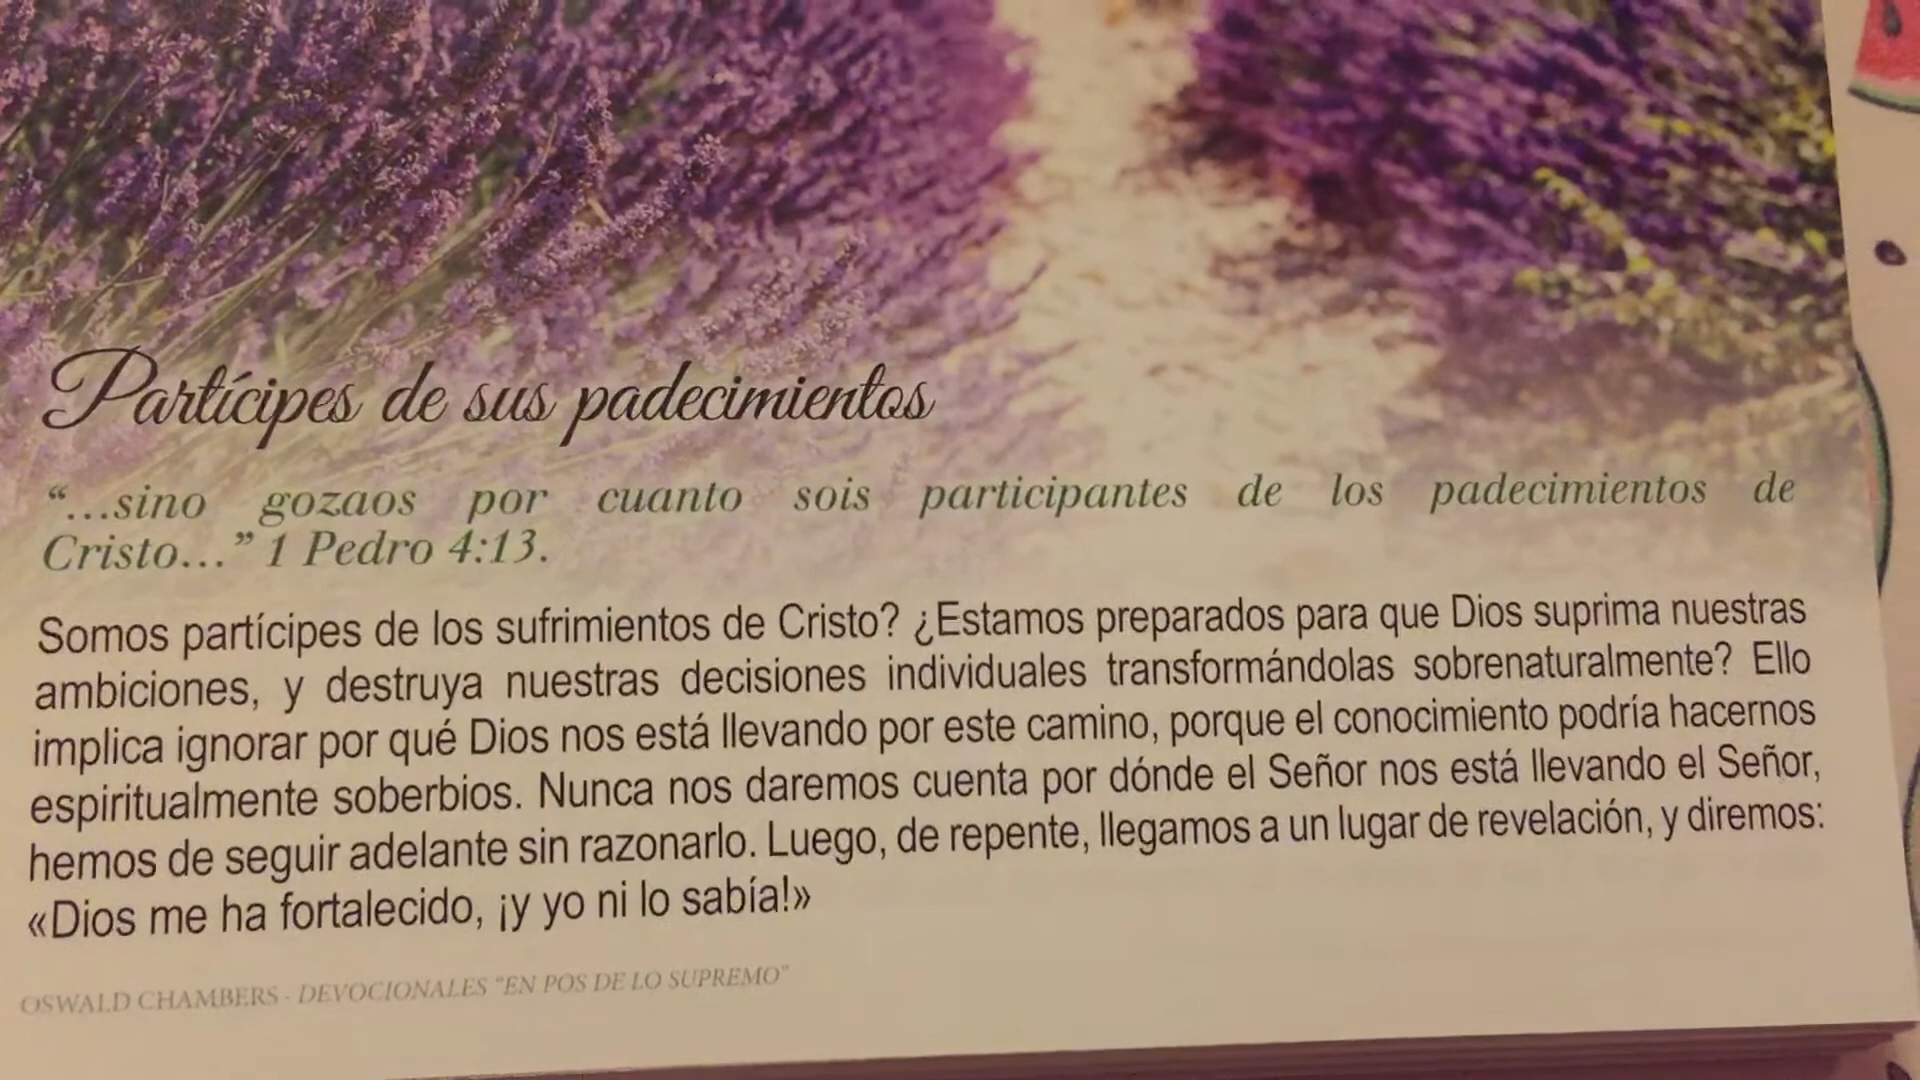 Partícipes de sus padecimientos
“...sino gozaos por cuanto sois participantes de los padecimientos de
Cristo...” 1 Pedro 4:13.
Somos partícipes de los sufrimientos de Cristo? ¿Estamos preparados para que Dios suprima nuestras
ambiciones, y destruya nuestras decisiones individuales transformándolas sobrenaturalmente? Ello
implica ignorar por qué Dios nos está llevando por este camino, porque el conocimiento podría hacernos
espiritualmente soberbios. Nunca nos daremos cuenta por dónde el Señor nos está llevando el Señor,
hemos de seguir adelante sin razonarlo. Luego, de repente, llegamos a un lugar de revelación, y diremos:
«Dios me ha fortalecido, ¡y yo ni lo sabía!»
OSWALD CHAMBERS - DEVOCIONALES "EN POS DE LO SUPREMO"